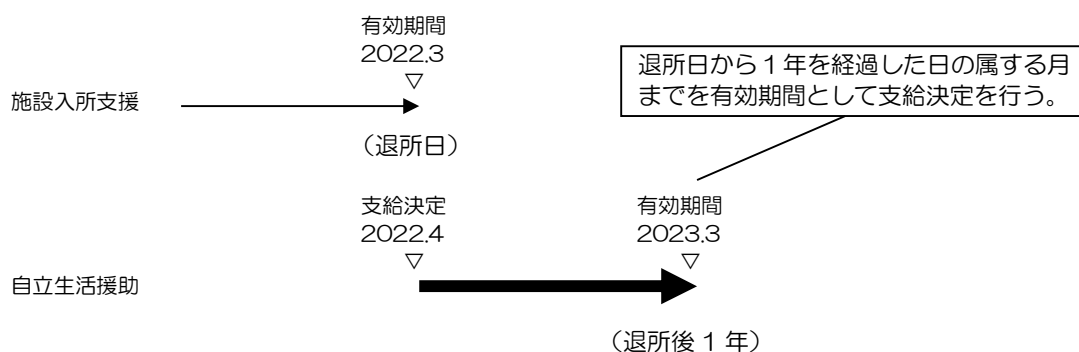 有効期間
2022.3
▽
退所日から1年を経過した日の属する月
までを有効期間として支給決定を行う。
施設入所支援
（退所日）
支給決定
2022.4
▽
有効期間
2023.3
▽
自立生活援助
（退所後 1 年）